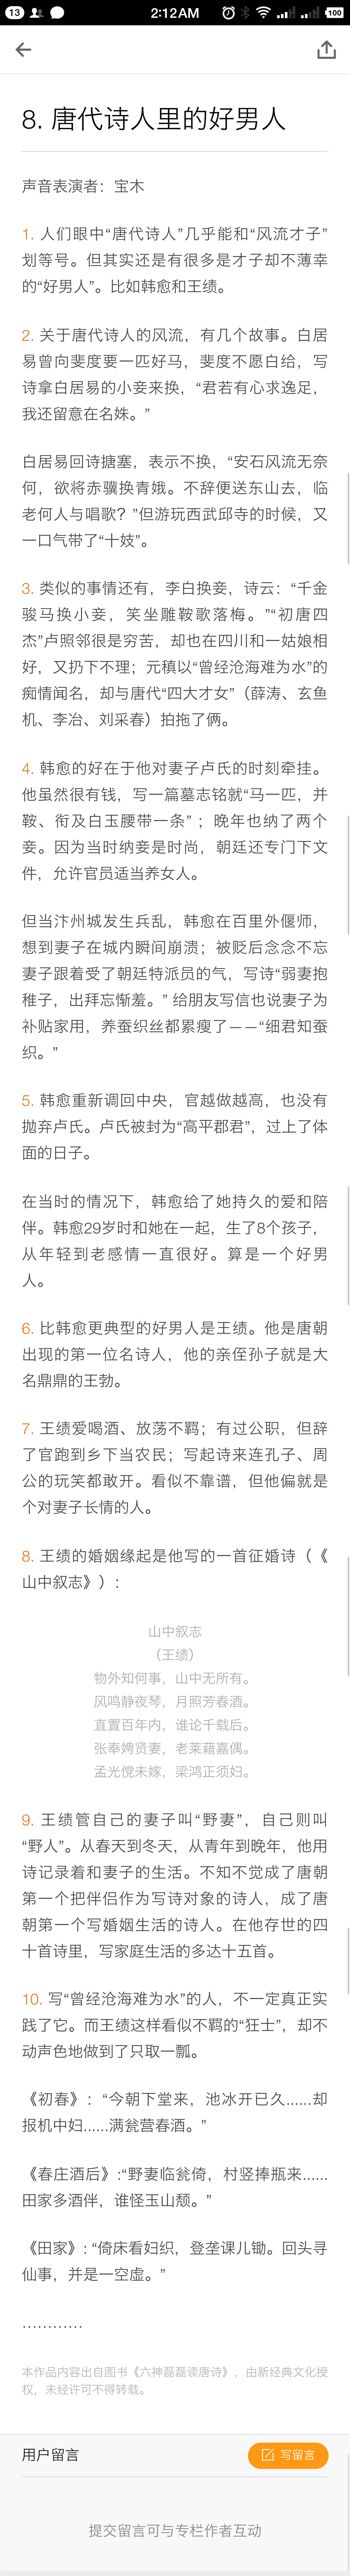 13
2:12AM
100
8. 唐代诗人里的好男人
声音表演者：宝木
1. 人们眼中“唐代诗人”几乎能和“风流才子”
划等号。但其实还是有很多是才子却不薄幸
的“好男人”。比如韩愈和王绩。
2. 关于唐代诗人的风流，有几个故事。白居
易曾向斐度要一匹好马，斐度不愿白给，写
诗拿白居易的小妾来换，“君若有心求逸足，
我还留意在名姝。”
白居易回诗搪塞，表示不换，“安石风流无奈
何，欲将赤骥换青娥。不辞便送东山去，临
老何人与唱歌？”但游玩西武邱寺的时候，又
一口气带了“十妓”。
3. 类似的事情还有，李白换妾，诗云：“千金
骏马换小妾，笑坐雕鞍歌落梅。”“初唐四
杰”卢照邻很是穷苦，却也在四川和一姑娘相
好，又扔下不理；元稹以“曾经沧海难为水”的
痴情闻名，却与唐代“四大才女”（薛涛、玄鱼
机、李冶、刘采春）拍拖了俩。
4. 韩愈的好在于他对妻子卢氏的时刻牵挂。
他虽然很有钱，写一篇墓志铭就“马一匹，并
鞍、衔及白玉腰带一条”；晚年也纳了两个
妾。因为当时纳妾是时尚，朝廷还专门下文
件，允许官员适当养女人。
但当汴州城发生兵乱，韩愈在百里外偃师，
想到妻子在城内瞬间崩溃；被贬后念念不忘
妻子跟着受了朝廷特派员的气，写诗“弱妻抱
稚子，出拜忘惭羞。” 给朋友写信也说妻子为
补贴家用，养蚕织丝都累瘦了——“细君知蚕
织。”
5. 韩愈重新调回中央，官越做越高，也没有
抛弃卢氏。卢氏被封为“高平郡君”，过上了体
面的日子。
在当时的情况下，韩愈给了她持久的爱和陪
伴。韩愈29岁时和她在一起，生了8个孩子，
从年轻到老感情一直很好。算是一个好男
人。
6. 比韩愈更典型的好男人是王绩。他是唐朝
出现的第一位名诗人，他的亲侄孙子就是大
名鼎鼎的王勃。
7. 王绩爱喝酒、放荡不羁；有过公职，但辞
了官跑到乡下当农民；写起诗来连孔子、周
公的玩笑都敢开。看似不靠谱，但他偏就是
个对妻子长情的人。
8. 王绩的婚姻缘起是他写的一首征婚诗（《
山中叙志》）：
山中叙志
（王绩）
物外知何事，山中无所有。
风鸣静夜琴，月照芳春酒。
直置百年内，谁论千载后。
张奉娉贤妻，老莱藉嘉偶。
孟光傥未嫁，梁鸿正须妇。
9. 王绩管自己的妻子叫“野妻”，自己则叫
“野人”。从春天到冬天，从青年到晚年，他用
诗记录着和妻子的生活。不知不觉成了唐朝
第一个把伴侣作为写诗对象的诗人，成了唐
朝第一个写婚姻生活的诗人。在他存世的四
十首诗里，写家庭生活的多达十五首。
10. 写“曾经沧海难为水”的人，不一定真正实
践了它。而王绩这样看似不羁的“狂士”，却不
动声色地做到了只取一瓢。
《初春》：“今朝下堂来，池冰开已久......却
报机中妇......满瓮营春酒。”
《春庄酒后》:“野妻临瓮倚，村竖捧瓶来......
田家多酒伴，谁怪玉山颓。”
《田家》:“倚床看妇织，登垄课儿锄。回头寻
仙事，并是一空虚。”
…………
本作品内容出自图书《六神磊磊读唐诗》，由新经典文化授
权，未经许可不得转载。
用户留言
写留言
提交留言可与专栏作者互动